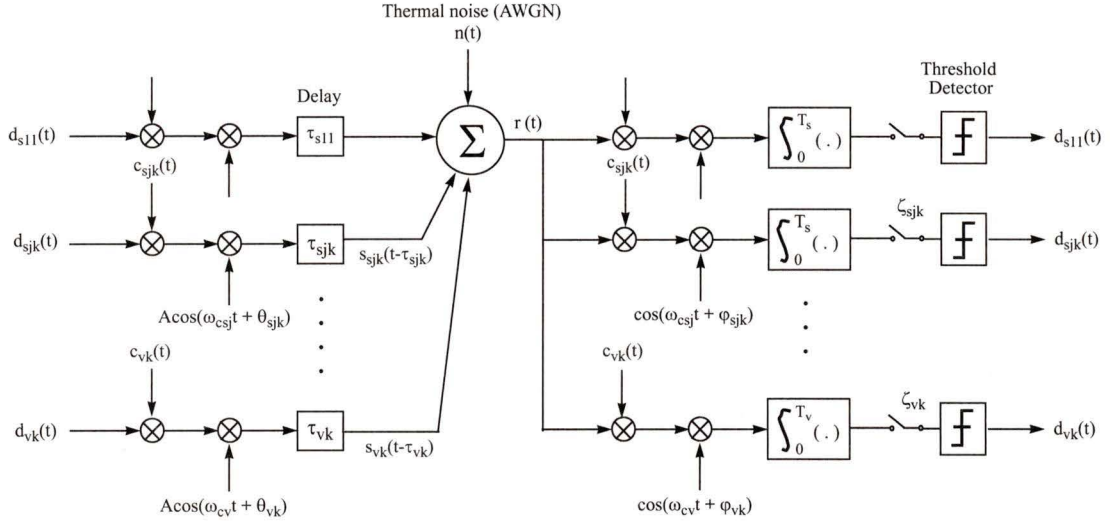 Thermal noise (AWGN)
n(t)
Delay
Threshold
Detector
d_s11(t)
τ_s11
Σ
r (t)
∫_0^T_s (.)
d_s11(t)
c_sjk(t)
c_sjk(t)
d_sjk(t)
τ_sjk
s_sjk(t-τ_sjk)
∫_0^T_s (.)
ζ_sjk
d_sjk(t)
Acos(ω_csj t + θ_sjk)
cos(ω_csj t + φ_sjk)
c_vk(t)
c_vk(t)
d_vk(t)
τ_vk
s_vk(t-τ_vk)
∫_0^T_v (.)
ζ_vk
d_vk(t)
Acos(ω_cv t + θ_vk)
cos(ω_cv t + φ_vk)